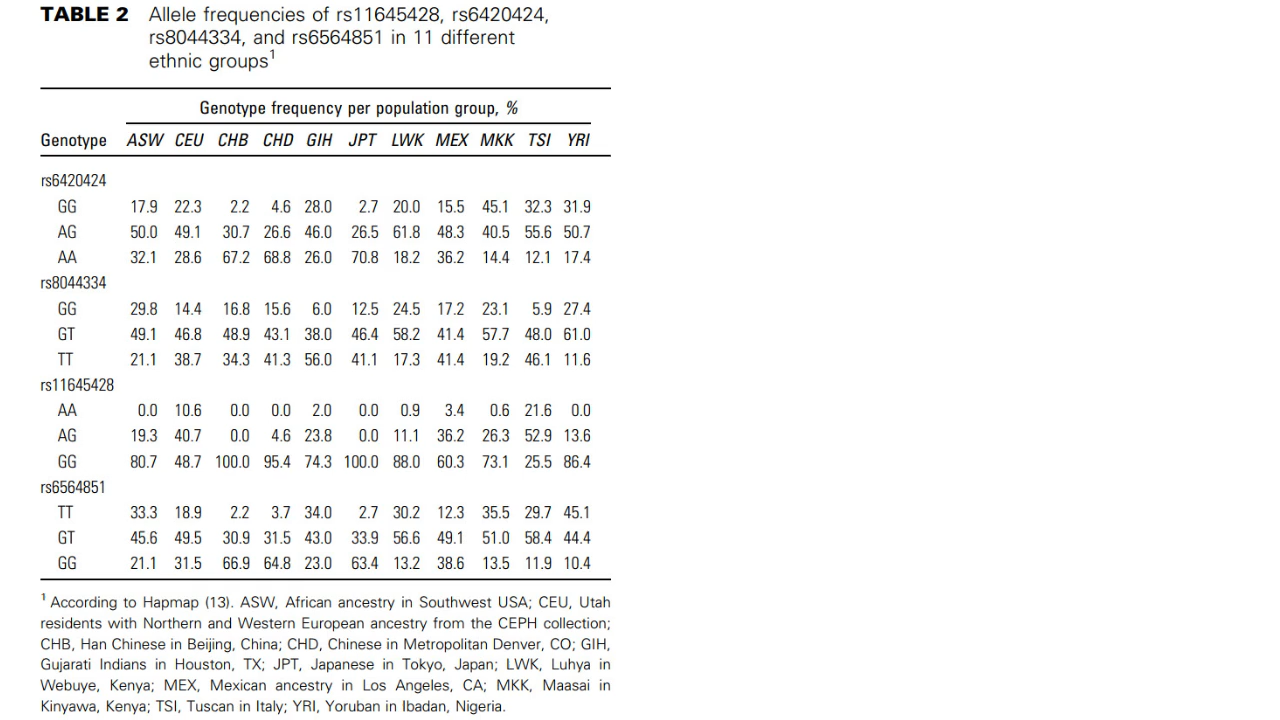 TABLE 2 Allele frequencies of rs11645428, rs6420424,
rs8044334, and rs6564851 in 11 different
ethnic groups1
Genotype frequency per population group, %
Genotype ASW CEU CHB CHD GIH JPT LWK MEX MKK TSI YRI
rs6420424
GG 17.9 22.3 2.2 4.6 28.0 2.7 20.0 15.5 45.1 32.3 31.9
AG 50.0 49.1 30.7 26.6 46.0 26.5 61.8 48.3 40.5 55.6 50.7
AA 32.1 28.6 67.2 68.8 26.0 70.8 18.2 36.2 14.4 12.1 17.4
rs8044334
GG 29.8 14.4 16.8 15.6 6.0 12.5 24.5 17.2 23.1 5.9 27.4
GT 49.1 46.8 48.9 43.1 38.0 46.4 58.2 41.4 57.7 48.0 61.0
TT 21.1 38.7 34.3 41.3 56.0 41.1 17.3 41.4 19.2 46.1 11.6
rs11645428
AA 0.0 10.6 0.0 0.0 2.0 0.0 0.9 3.4 0.6 21.6 0.0
AG 19.3 40.7 0.0 4.6 23.8 0.0 11.1 36.2 26.3 52.9 13.6
GG 80.7 48.7 100.0 95.4 74.3 100.0 88.0 60.3 73.1 25.5 86.4
rs6564851
TT 33.3 18.9 2.2 3.7 34.0 2.7 30.2 12.3 35.5 29.7 45.1
GT 45.6 49.5 30.9 31.5 43.0 33.9 56.6 49.1 51.0 58.4 44.4
GG 21.1 31.5 66.9 64.8 23.0 63.4 13.2 38.6 13.5 11.9 10.4
1 According to Hapmap (13). ASW, African ancestry in Southwest USA; CEU, Utah
residents with Northern and Western European ancestry from the CEPH collection;
CHB, Han Chinese in Beijing, China; CHD, Chinese in Metropolitan Denver, CO; GIH,
Gujarati Indians in Houston, TX; JPT, Japanese in Tokyo, Japan; LWK, Luhya in
Webuye, Kenya; MEX, Mexican ancestry in Los Angeles, CA; MKK, Maasai in
Kinyawa, Kenya; TSI, Tuscan in Italy; YRI, Yoruban in Ibadan, Nigeria.